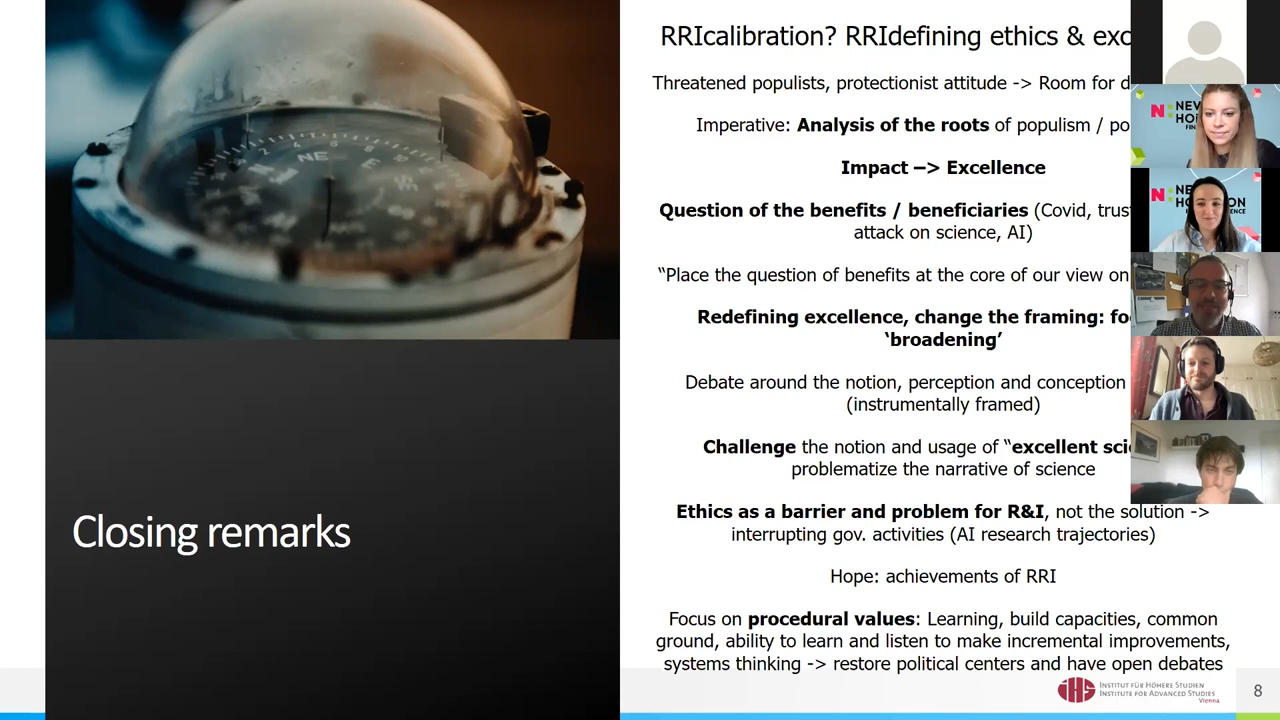 RRIcalibration? RRIdefining ethics & exc
Threatened populists, protectionist attitude -> Room for d
Imperative: Analysis of the roots of populism / po
Impact –> Excellence
Question of the benefits / beneficiaries (Covid, trus
attack on science, AI)
“Place the question of benefits at the core of our view on
Redefining excellence, change the framing: fo
‘broadening’
Debate around the notion, perception and conception
(instrumentally framed)
Challenge the notion and usage of “excellent scie
problematize the narrative of science
Ethics as a barrier and problem for R&I, not the solution ->
interrupting gov. activities (AI research trajectories)
Hope: achievements of RRI
Focus on procedural values: Learning, build capacities, common
ground, ability to learn and listen to make incremental improvements,
systems thinking -> restore political centers and have open debates
Closing remarks
NE
E
IHS
INSTITUT FÜR HÖHERE STUDIEN
INSTITUTE FOR ADVANCED STUDIES
Vienna
8